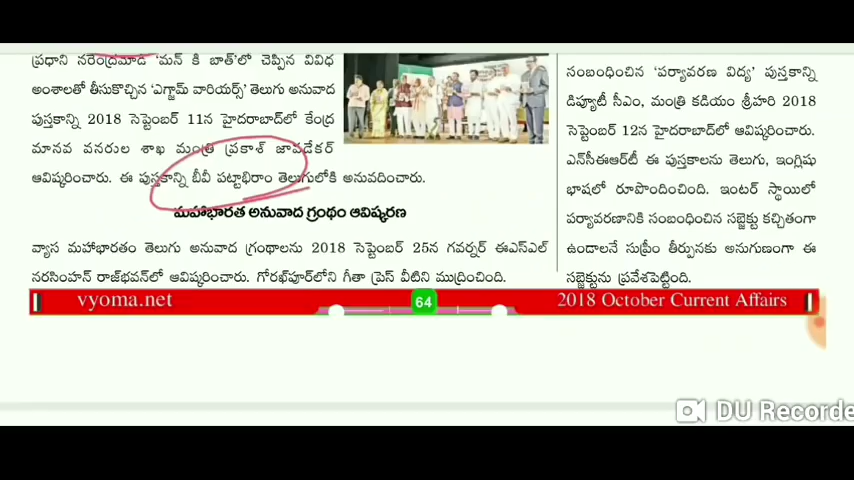 ప్రధాని నరేంద్రమోడీ 'మన్ కి బాత్'లో చెప్పిన వివిధ
అంశాలతో తీసుకొచ్చిన 'ఎగ్జామ్ వారియర్స్' తెలుగు అనువాద
పుస్తకాన్ని 2018 సెప్టెంబర్ 11న హైదరాబాద్‌లో కేంద్ర
మానవ వనరుల శాఖ మంత్రి ప్రకాశ్ జావడేకర్
ఆవిష్కరించారు. ఈ పుస్తకాన్ని బీవీ పట్టాభిరాం తెలుగులోకి అనువదించారు.
మహాభారత అనువాద గ్రంథం ఆవిష్కరణ
వ్యాస మహాభారతం తెలుగు అనువాద గ్రంథాలను 2018 సెప్టెంబర్ 25న గవర్నర్ ఈఎస్ఎల్
నరసింహన్ రాజ్‌భవన్‌లో ఆవిష్కరించారు. గోరఖ్‌పూర్‌లోని గీతా ప్రెస్ వీటిని ముద్రించింది.
సంబంధించిన 'పర్యావరణ విద్య' పుస్తకాన్ని
డిప్యూటీ సీఎం, మంత్రి కడియం శ్రీహరి 2018
సెప్టెంబర్ 12న హైదరాబాద్‌లో ఆవిష్కరించారు.
ఎన్‌సీఈఆర్‌టీ ఈ పుస్తకాలను తెలుగు, ఇంగ్లిషు
భాషలో రూపొందించింది. ఇంటర్ స్థాయిలో
పర్యావరణానికి సంబంధించిన సబ్జెక్టు కచ్చితంగా
ఉండాలనే సుప్రీం తీర్పునకు అనుగుణంగా ఈ
సబ్జెక్టును ప్రవేశపెట్టింది.
vyoma.net
64
2018 October Current Affairs
DU Recorde